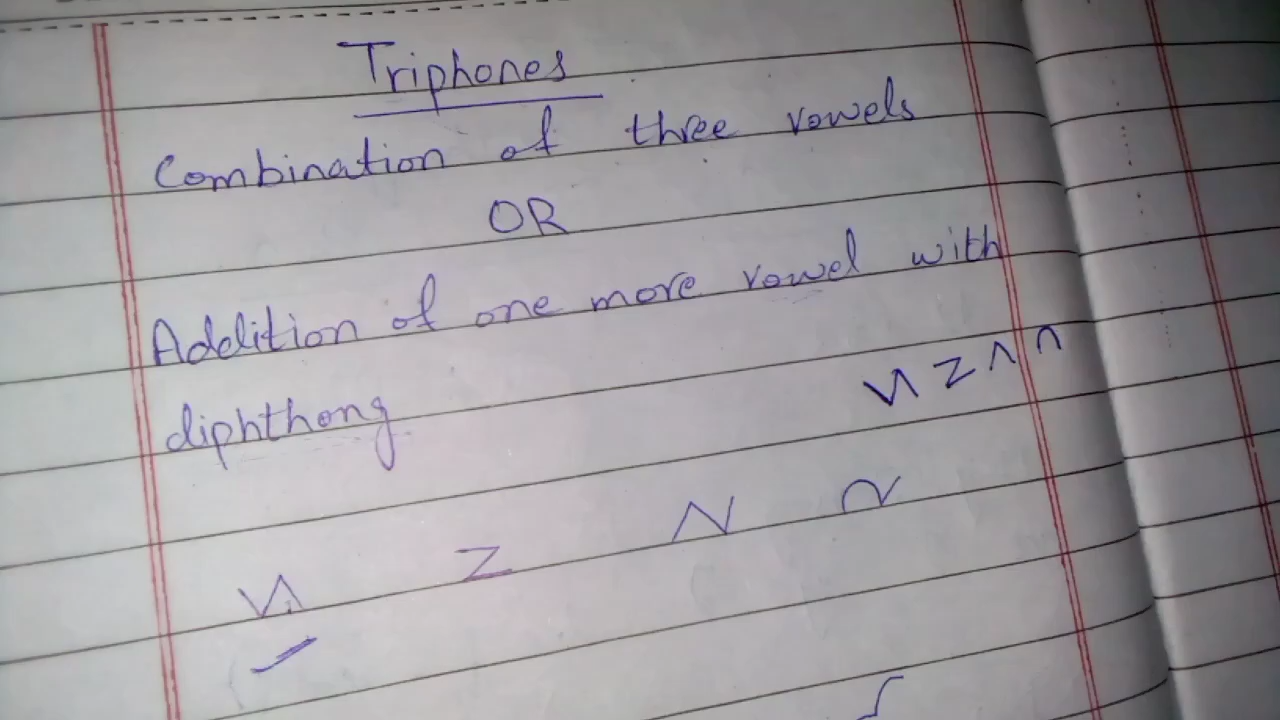 Triphones
Combination of three vowels
OR
Addition of one more vowel with
diphthong